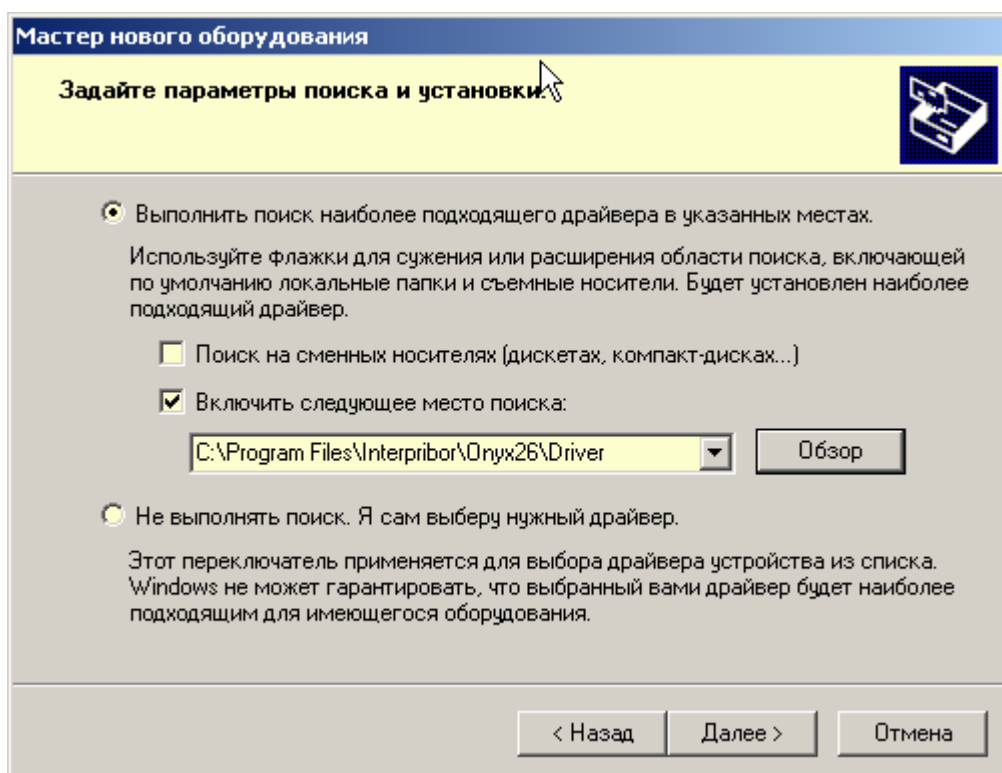 Мастер нового оборудования
Задайте параметры поиска и установки.
Выполнить поиск наиболее подходящего драйвера в указанных местах.
Используйте флажки для сужения или расширения области поиска, включающей
по умолчанию локальные папки и съемные носители. Будет установлен наиболее
подходящий драйвер.
Поиск на сменных носителях (дискетах, компакт-дисках...)
Включить следующее место поиска:
C:\Program Files\Interpribor\Onyx26\Driver
Обзор
Не выполнять поиск. Я сам выберу нужный драйвер.
Этот переключатель применяется для выбора драйвера устройства из списка.
Windows не может гарантировать, что выбранный вами драйвер будет наиболее
подходящим для имеющегося оборудования.
< Назад
Далее >
Отмена